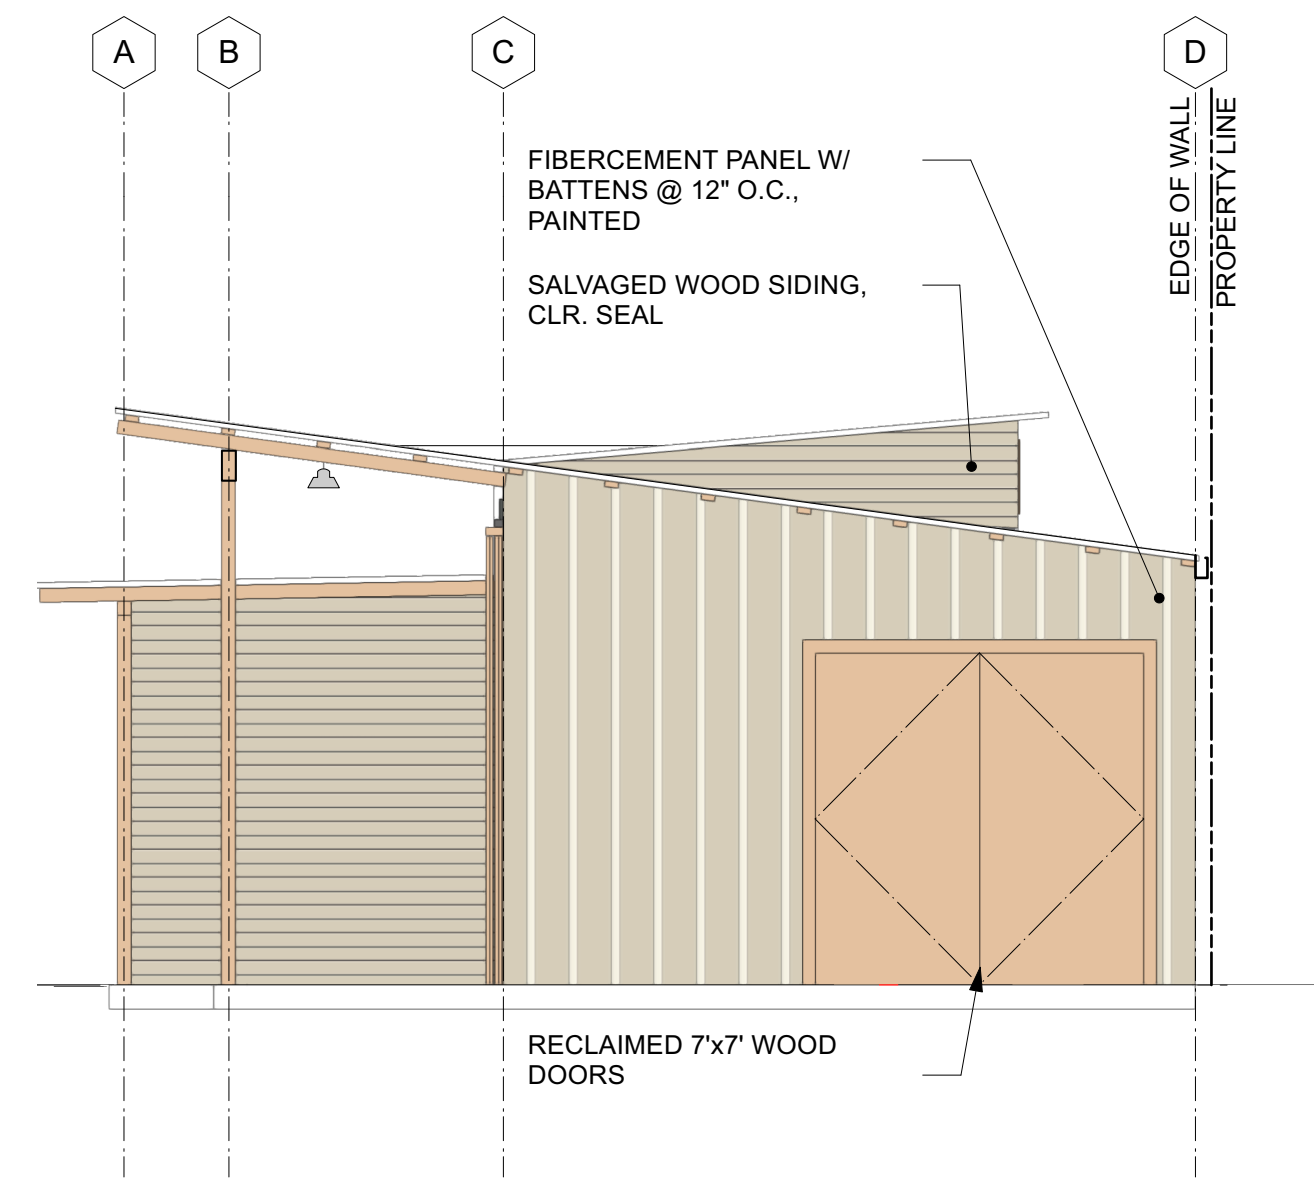 A
B
C
D
EDGE OF WALL
PROPERTY LINE
FIBERCEMENT PANEL W/
BATTENS @ 12" O.C.,
PAINTED
SALVAGED WOOD SIDING,
CLR. SEAL
RECLAIMED 7'x7' WOOD
DOORS